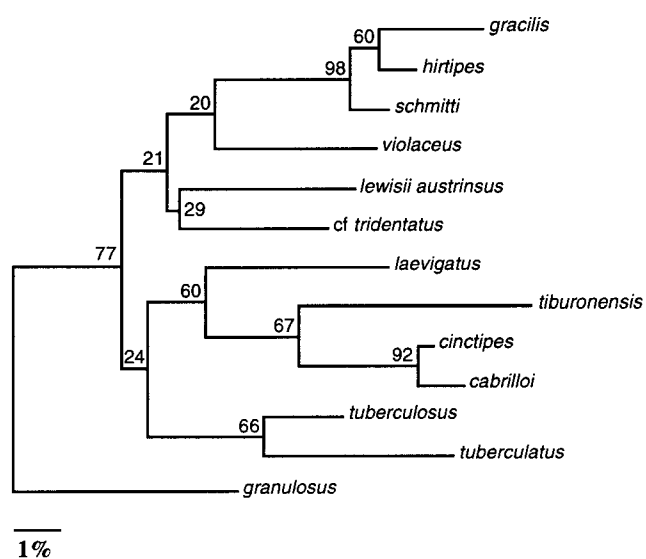 gracilis
60
hirtipes
98
schmitti
20
violaceus
21
lewisii austrinsus
29
cf tridentatus
77
laevigatus
60
tiburonensis
67
cinctipes
92
cabrilloi
24
tuberculosus
66
tuberculatus
granulosus
1%